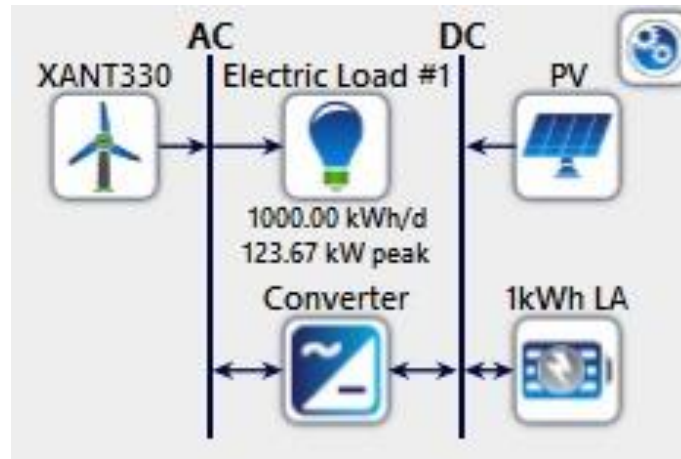 AC
DC
XANT330
Electric Load #1
PV
1000.00 kWh/d
123.67 kW peak
Converter
1kWh LA